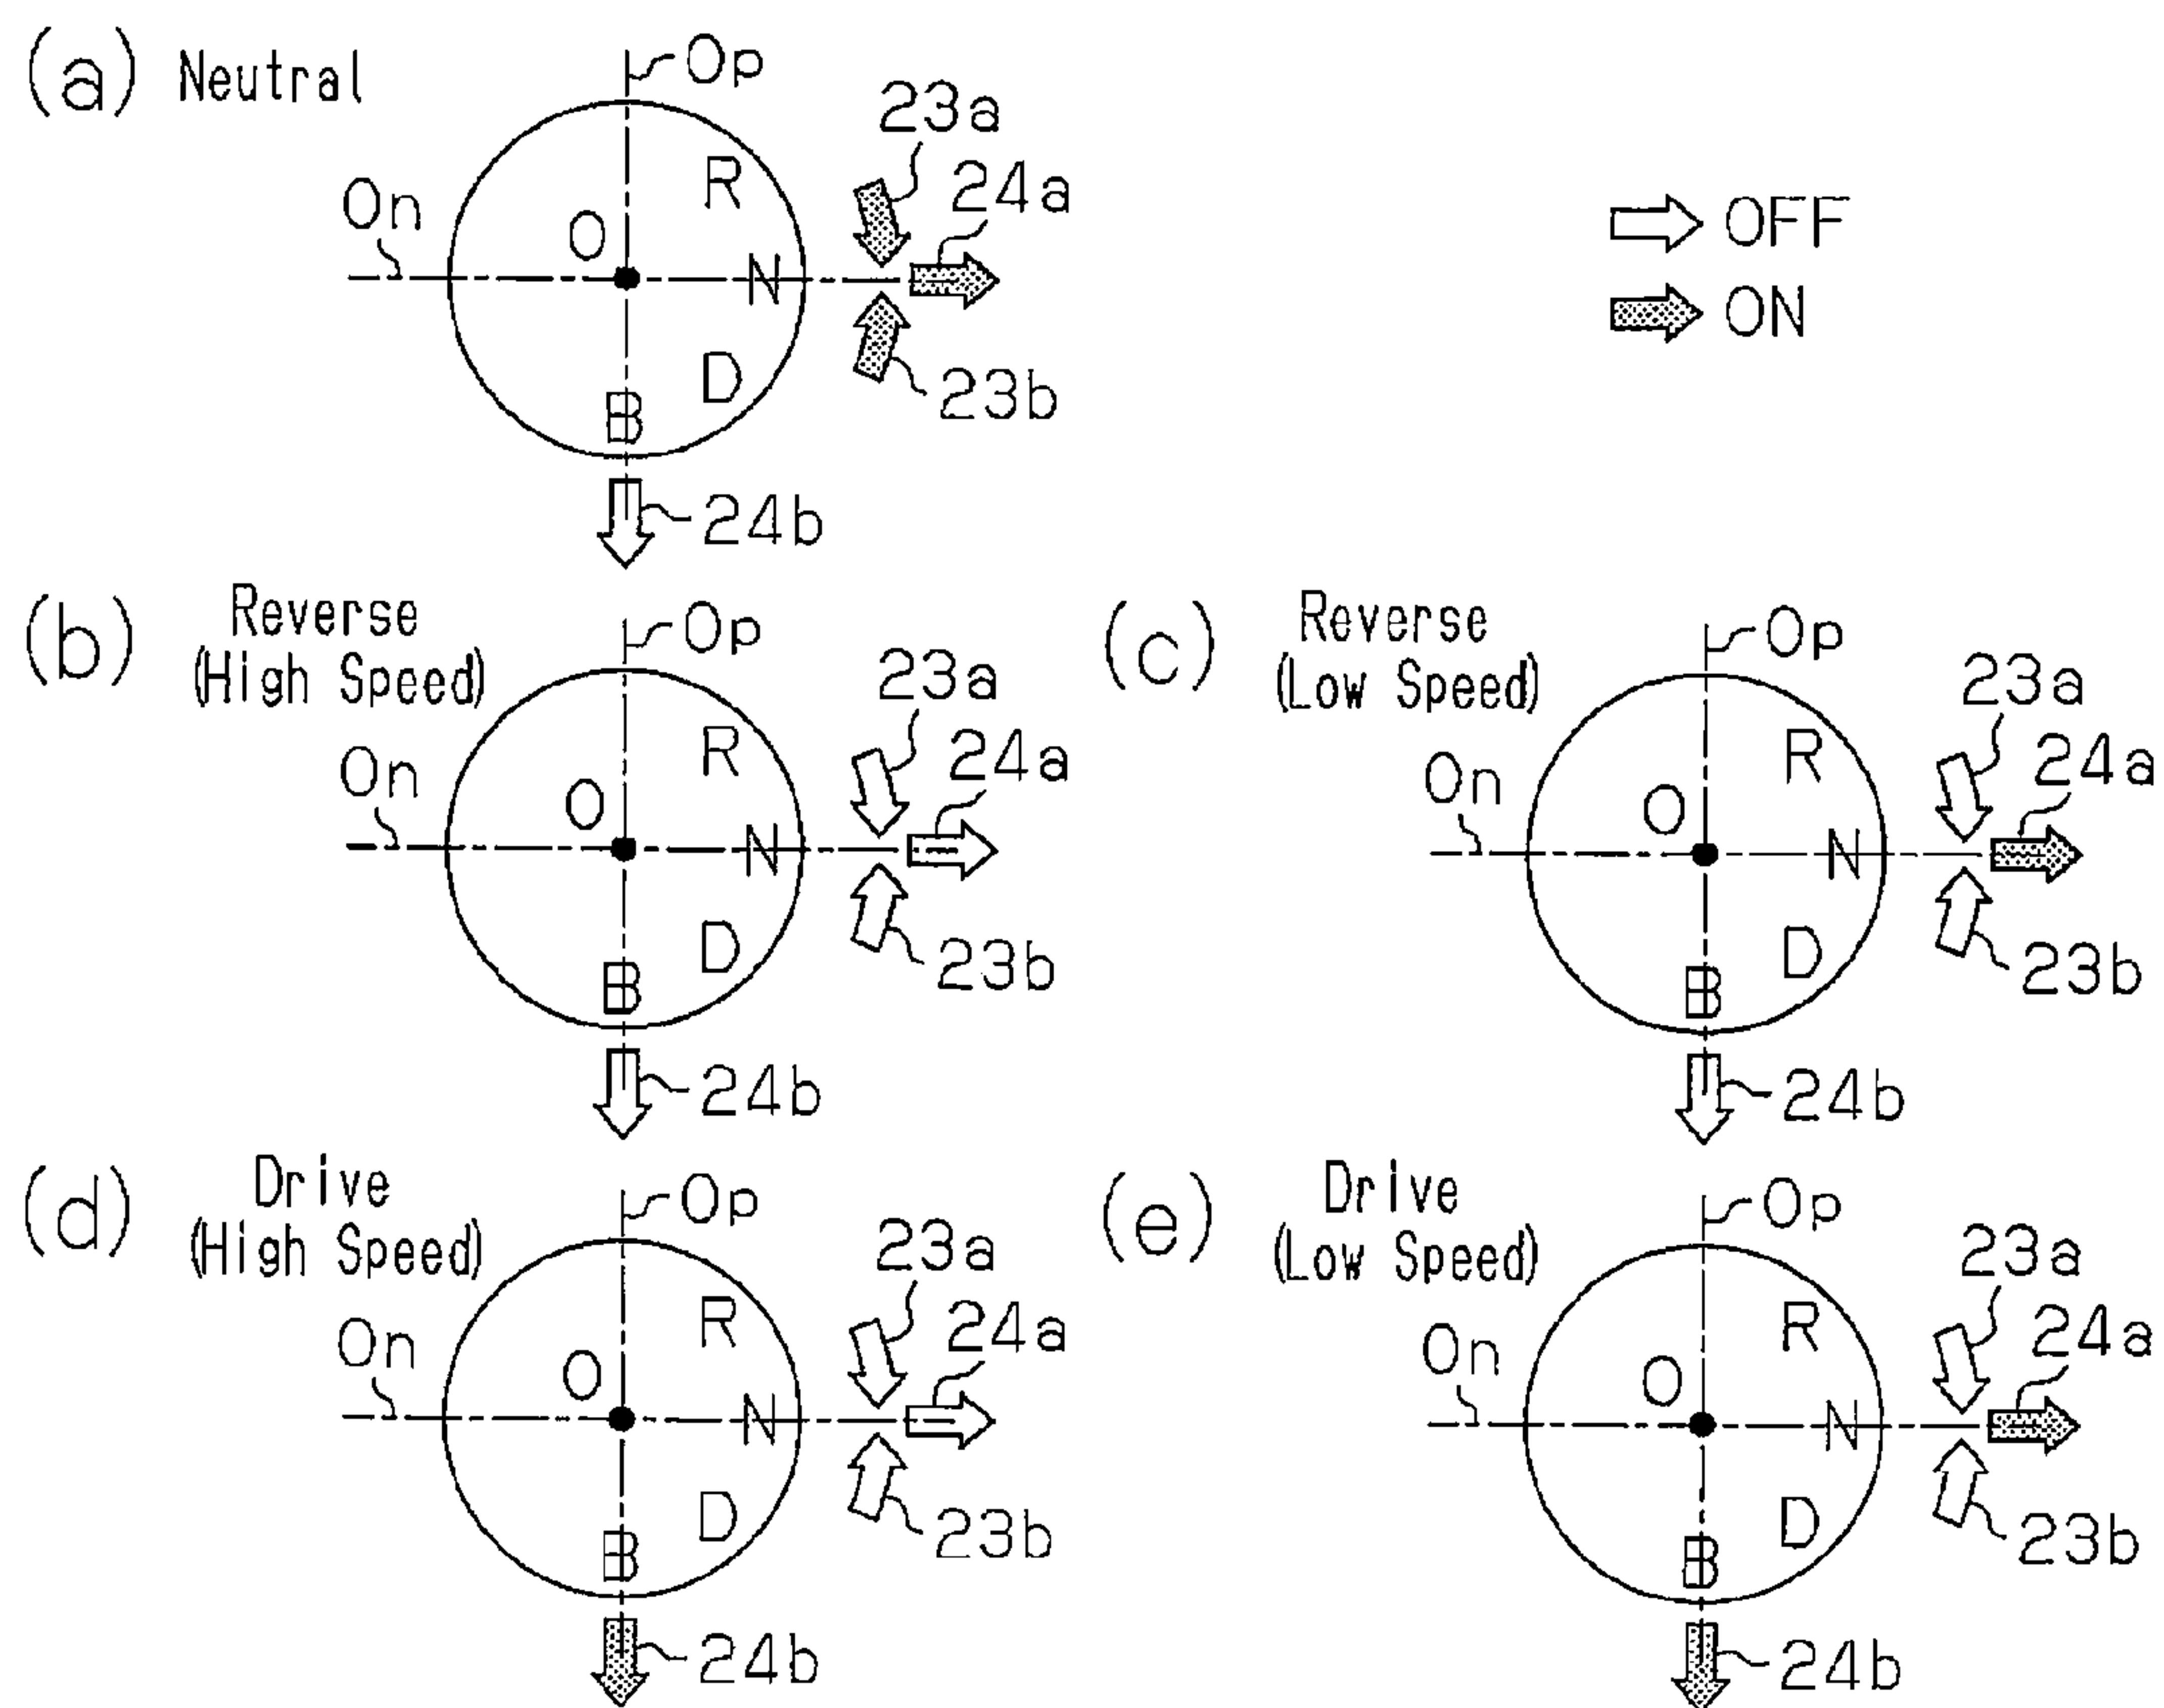 (a) Neutral
Op
23a
24a
On
O
R
N
D
B
23b
24b
OFF
ON
(b) Reverse
(High Speed)
Op
23a
24a
On
O
R
N
D
B
23b
24b
(c) Reverse
(Low Speed)
Op
23a
24a
On
O
R
N
D
B
23b
24b
(d) Drive
(High Speed)
Op
23a
24a
On
O
R
N
D
B
23b
24b
(e) Drive
(Low Speed)
Op
23a
24a
On
O
R
N
D
B
23b
24b